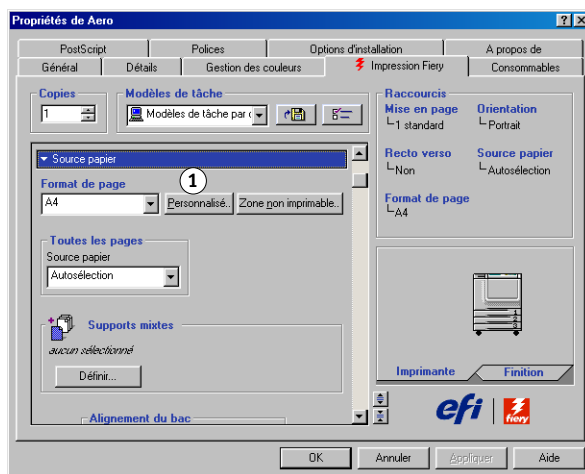 Propriétés de Aero
PostScript
Polices
Options d'installation
A propos de
Général
Détails
Gestion des couleurs
Impression Fiery
Consommables
Copies
1
Modèles de tâche
Modèles de tâche par
Raccourcis
Mise en page
1 standard
Orientation
Portrait
Recto verso
Non
Source papier
Autosélection
Format de page
A4
Source papier
Format de page
1
A4
Personnalisé..
Zone non imprimable..
Toutes les pages
Source papier
Autosélection
Supports mixtes
aucun sélectionné
Définir...
Alignement du bac
Imprimante
Finition
efi
fiery
OK
Annuler
Appliquer
Aide